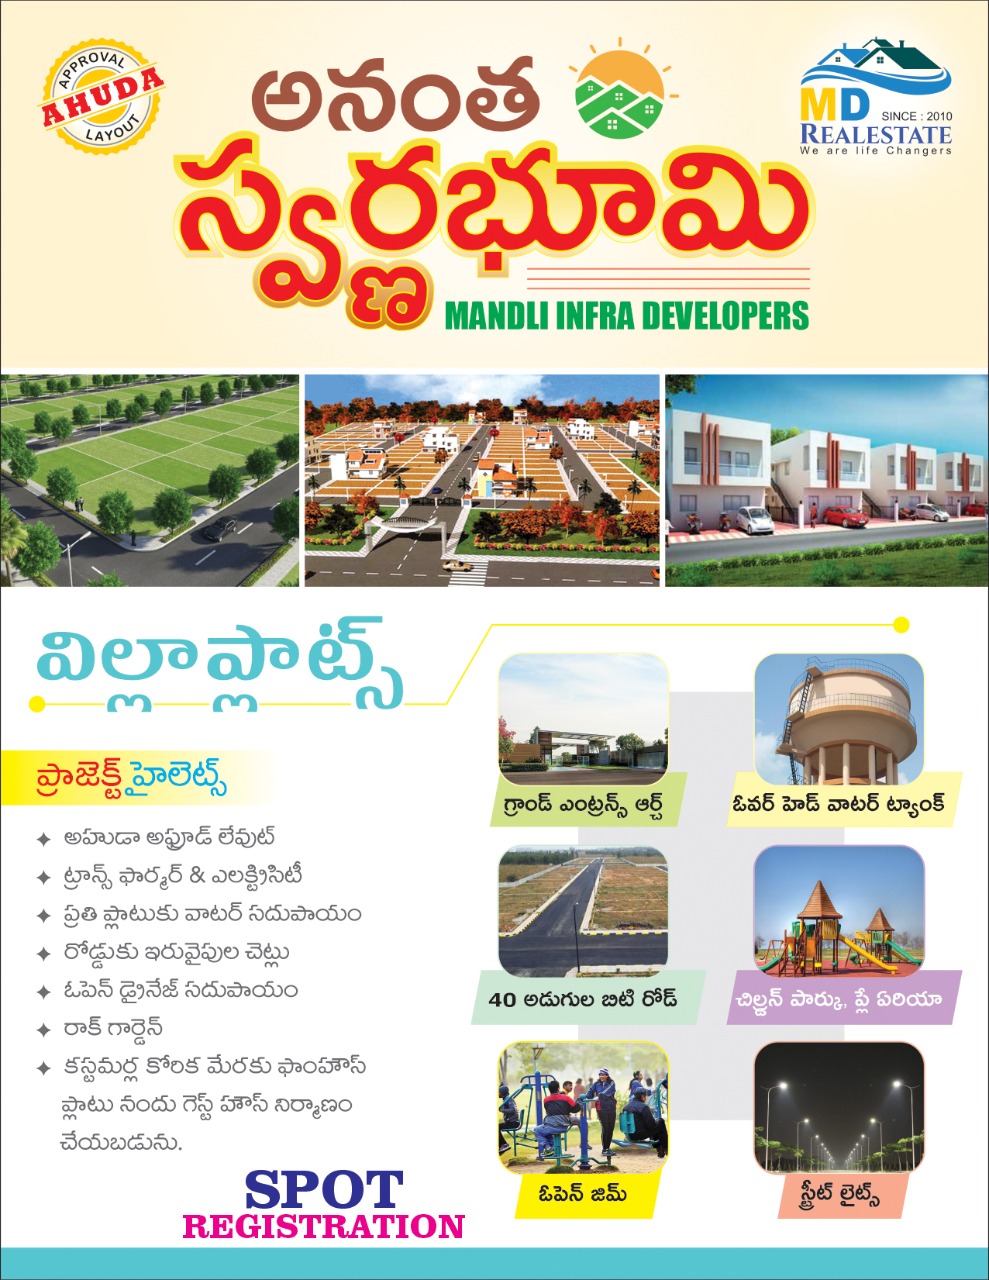 APPROVAL
AHUDA
LAYOUT
అనంత
స్వర్ణభూమి
MANDLI INFRA DEVELOPERS
MD
SINCE : 2010
REALESTATE
We are life Changers
విల్లాప్లాట్స్
ప్రాజెక్ట్ హైలెట్స్
అహుడా అప్రూడ్ లేవుట్
ట్రాన్స్ ఫార్మర్ & ఎలక్ట్రిసిటీ
ప్రతి ప్లాటుకు వాటర్ సదుపాయం
రోడ్డుకు ఇరువైపుల చెట్లు
ఓపెన్ డ్రైనేజ్ సదుపాయం
రాక్ గార్డెన్
కస్టమర్ల కోరిక మేరకు ఫాంహౌస్
ప్లాటు నందు గెస్ట్ హౌస్ నిర్మాణం
చేయబడును.
SPOT
REGISTRATION
గ్రాండ్ ఎంట్రన్స్ ఆర్చ్
ఓవర్ హెడ్ వాటర్ ట్యాంక్
40 అడుగుల బిటి రోడ్
చిల్డ్రన్ పార్కు, ప్లే ఏరియా
ఓపెన్ జిమ్
స్ట్రీట్ లైట్స్